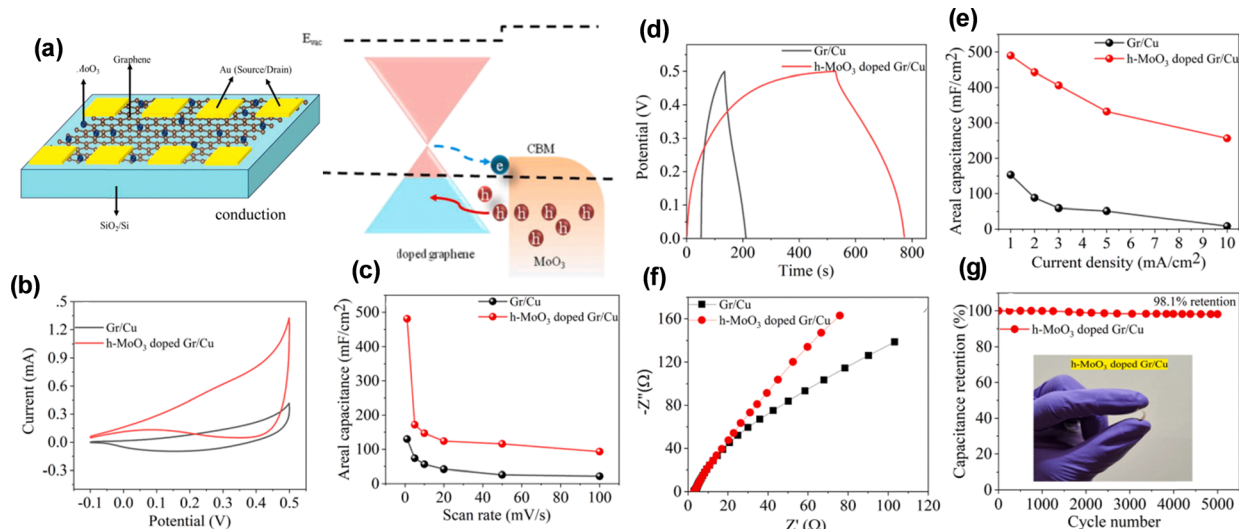 (a)
MoO₃
Graphene
Au (Source/Drain)
SiO₂/Si
conduction
Evac
CBM
e
h
h
h
h
h
h
h
h
doped graphene
MoO₃
(b)
Gr/Cu
h-MoO₃ doped Gr/Cu
Current (mA)
.5
1.2
0.9
0.6
0.3
0.0
-0.3
-0.1 0.0 0.1 0.2 0.3 0.4 0.5
Potential (V)
(c)
Gr/Cu
h-MoO₃ doped Gr/Cu
Areal capacitance (mF/cm²)
500
400
300
200
100
0
0 20 40 60 80 100
Scan rate (mV/s)
(d)
Gr/Cu
h-MoO₃ doped Gr/Cu
Potential (V)
0.5
0.4
0.3
0.2
0.1
0.0
0 200 400 600 800
Time (s)
(e)
Gr/Cu
h-MoO₃ doped Gr/Cu
Areal capacitance (mF/cm²)
500
400
300
200
100
0
1 2 3 4 5 6 7 8 9 10
Current density (mA/cm²)
(f)
Gr/Cu
h-MoO₃ doped Gr/Cu
-Z''(Ω)
160
120
80
40
0
0 20 40 60 80 100 120
Z' (Ω)
(g)
98.1% retention
h-MoO₃ doped Gr/Cu
h-MoO₃ doped Gr/Cu
Capacitance retention (%)
100
80
60
40
20
0
0 1000 2000 3000 4000 5000
Cycle number